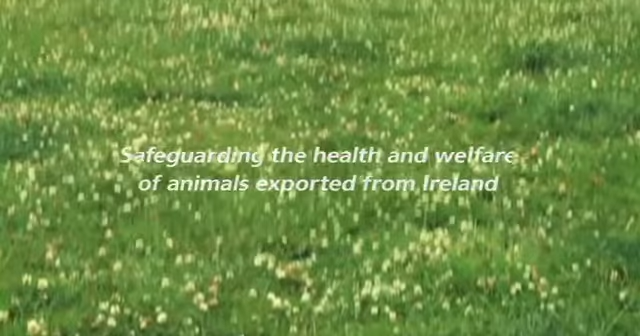 Safeguarding the health and welfare
of animals exported from Ireland